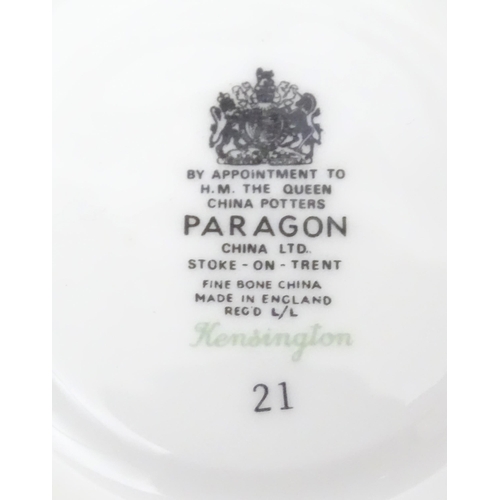 BY APPOINTMENT TO
H.M. THE QUEEN
CHINA POTTERS
PARAGON
CHINA LTD.
STOKE-ON-TRENT
FINE BONE CHINA
MADE IN ENGLAND
REG'D L/L
Kensington
21